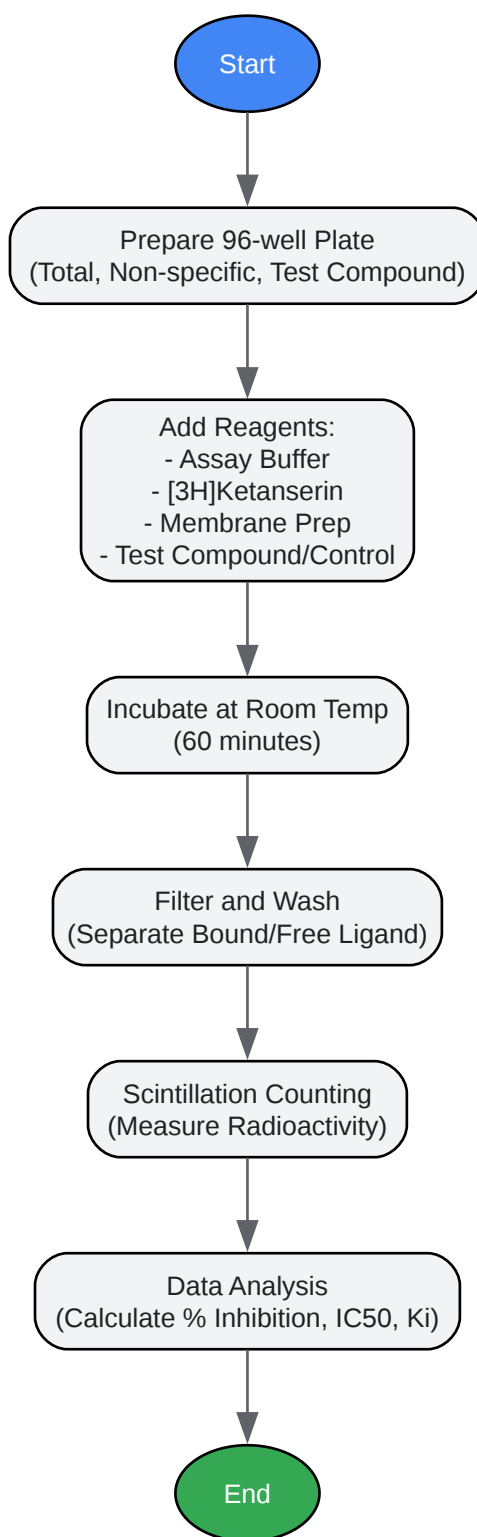 Start
Prepare 96-well Plate
(Total, Non-specific, Test Compound)
Add Reagents:
- Assay Buffer
- [3H]Ketanserin
- Membrane Prep
- Test Compound/Control
Incubate at Room Temp
(60 minutes)
Filter and Wash
(Separate Bound/Free Ligand)
Scintillation Counting
(Measure Radioactivity)
Data Analysis
(Calculate % Inhibition, IC50, Ki)
End